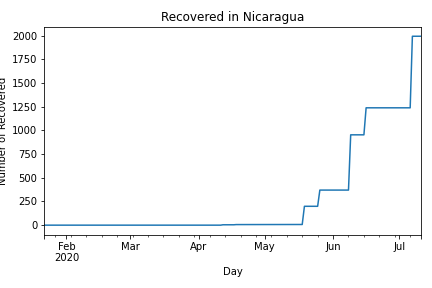 Recovered in Nicaragua
Number of Recovered
2000
1750
1500
1250
1000
750
500
250
0
Feb
2020
Mar
Apr
May
Jun
Jul
Day